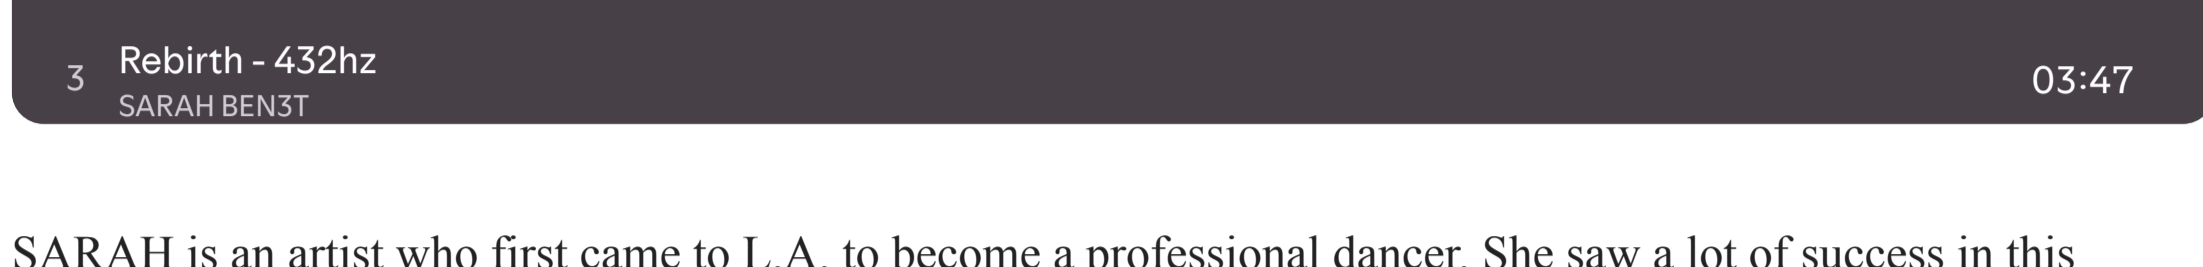 3
Rebirth - 432hz
SARAH BEN3T
03:47
SARAH is an artist who first came to L.A. to become a professional dancer. She saw a lot of success in this